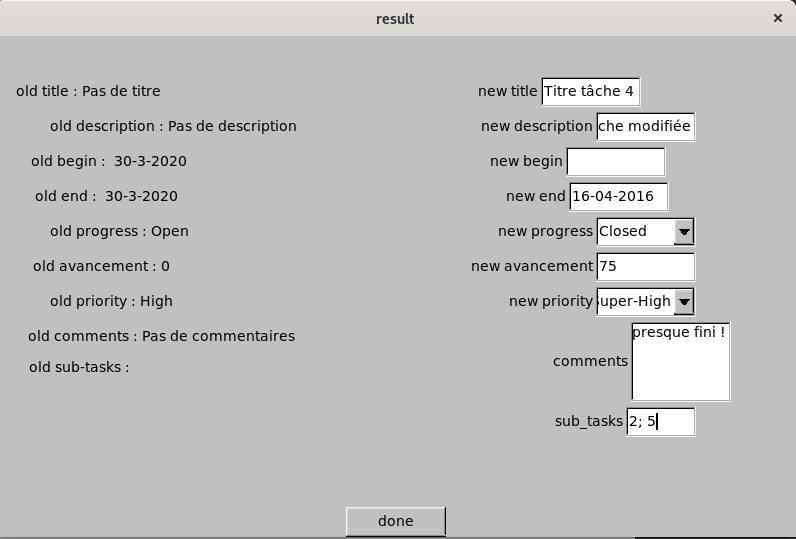 result
old title : Pas de titre
new title Titre tâche 4
old description : Pas de description
new description che modifiée
old begin : 30-3-2020
new begin
old end : 30-3-2020
new end 16-04-2016
old progress : Open
new progress Closed
old avancement : 0
new avancement 75
old priority : High
new priority uper-High
old comments : Pas de commentaires
presque fini !
comments
old sub-tasks :
sub_tasks 2; 5
done